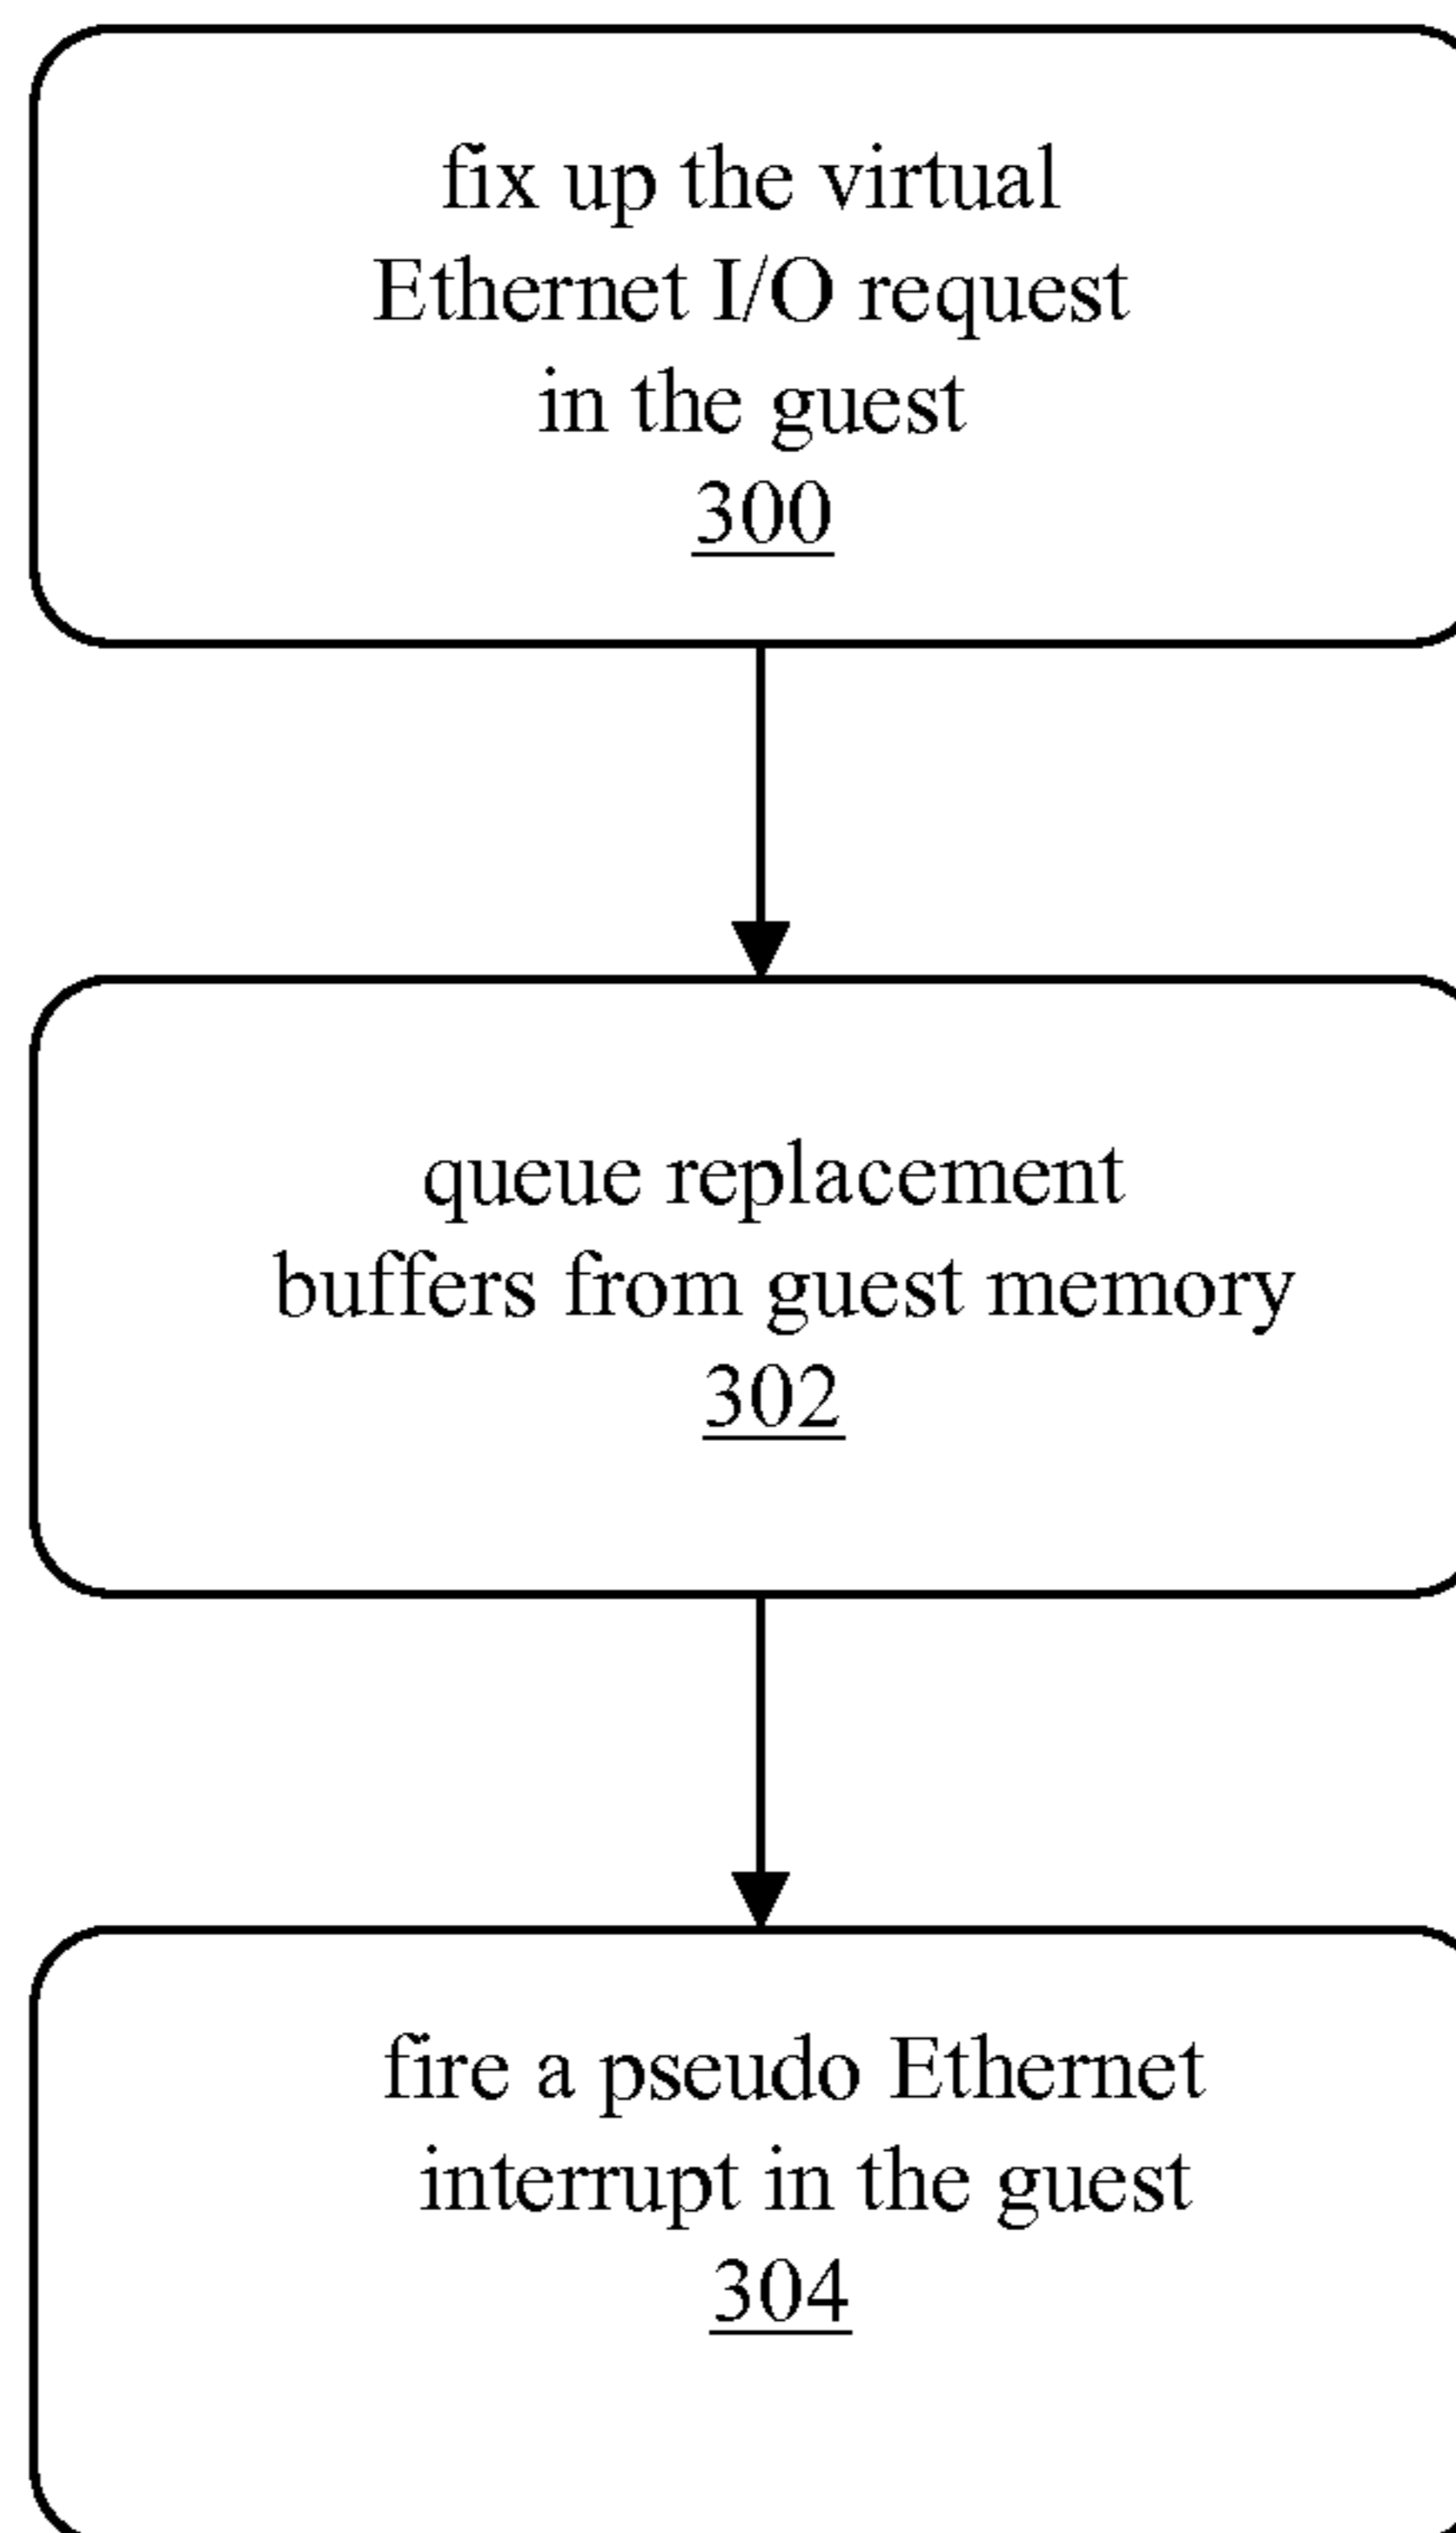 fix up the virtual
Ethernet I/O request
in the guest
300
queue replacement
buffers from guest memory
302
fire a pseudo Ethernet
interrupt in the guest
304